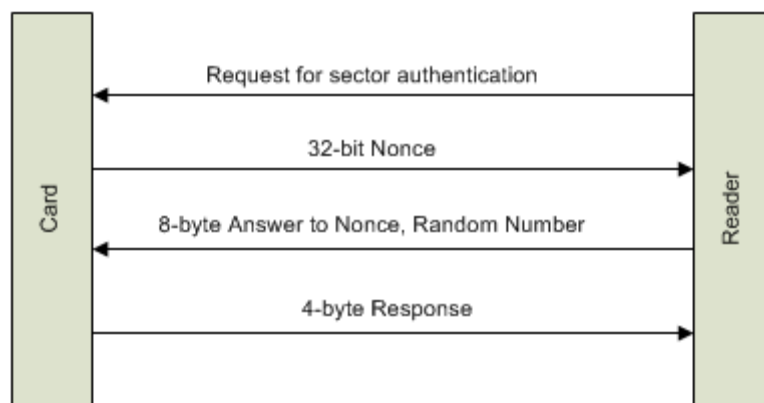 Request for sector authentication
32-bit Nonce
Card
Reader
8-byte Answer to Nonce, Random Number
4-byte Response